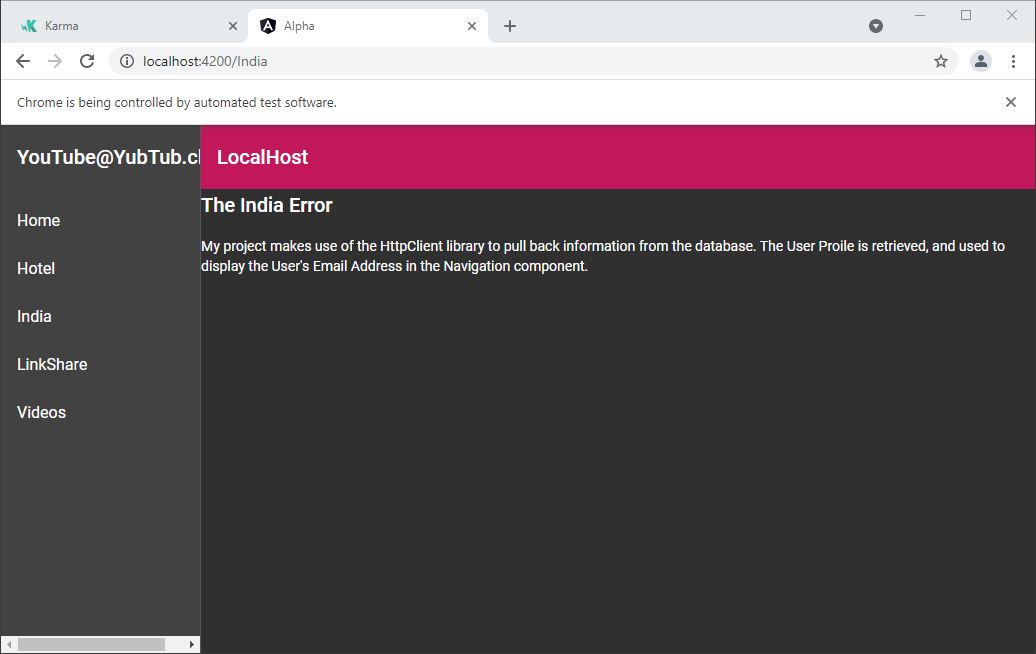 Karma
Alpha
localhost:4200/India
Chrome is being controlled by automated test software.
YouTube@YubTub.cl
LocalHost
Home
Hotel
India
LinkShare
Videos
The India Error
My project makes use of the HttpClient library to pull back information from the database. The User Proile is retrieved, and used to
display the User's Email Address in the Navigation component.